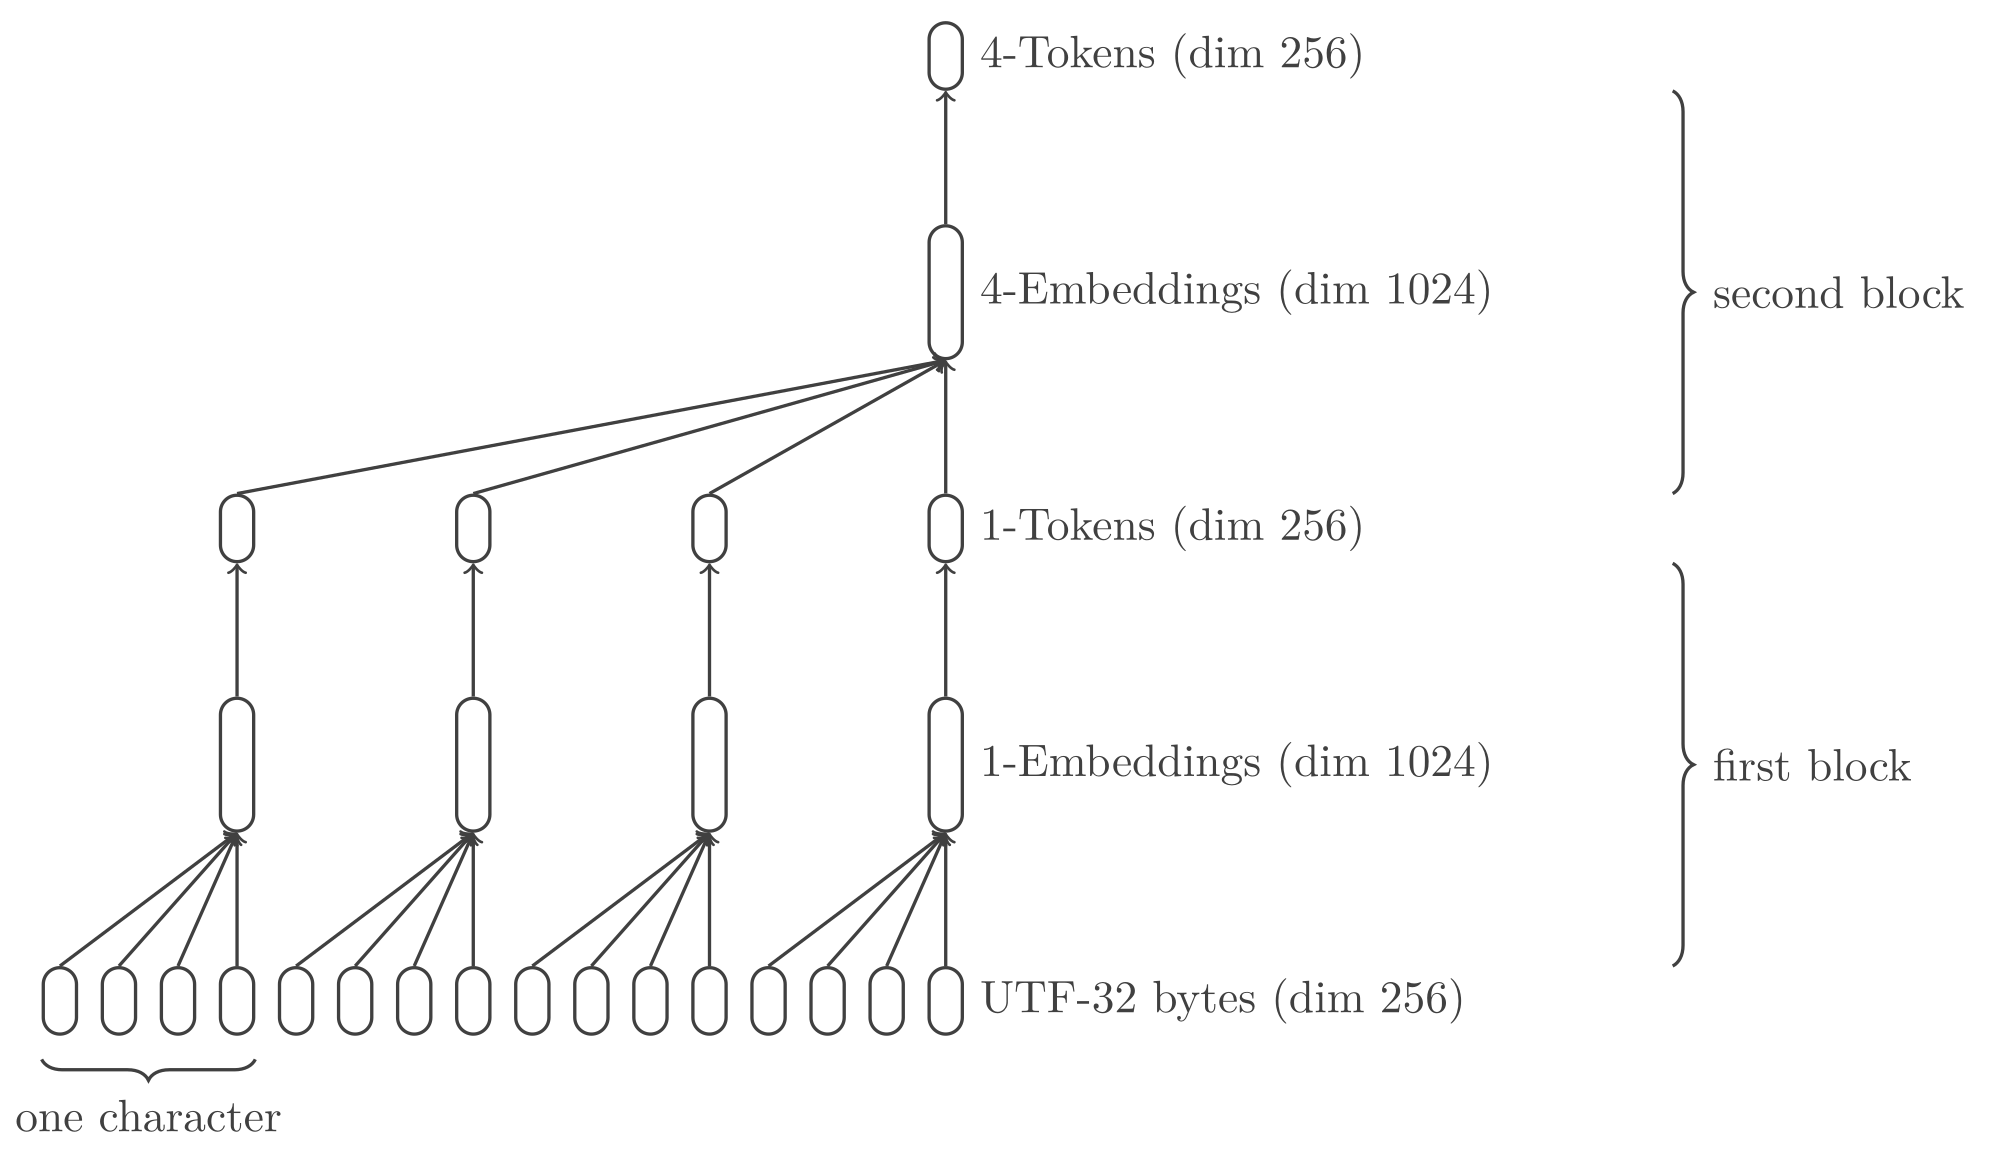 4-Tokens (dim 256)
4-Embeddings (dim 1024)
second block
1-Tokens (dim 256)
1-Embeddings (dim 1024)
first block
UTF-32 bytes (dim 256)
one character